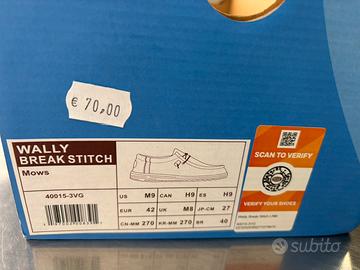 € 70,00
WALLY
BREAK STITCH
Mows
40015-3VG
US M9 CAN H9 ES H9
EUR 42 UK M8 JP-CM 27
CN-MM 270 KR-MM 270 BR 40
SCAN TO VERIFY
VERIFY YOUR SHOES
subito